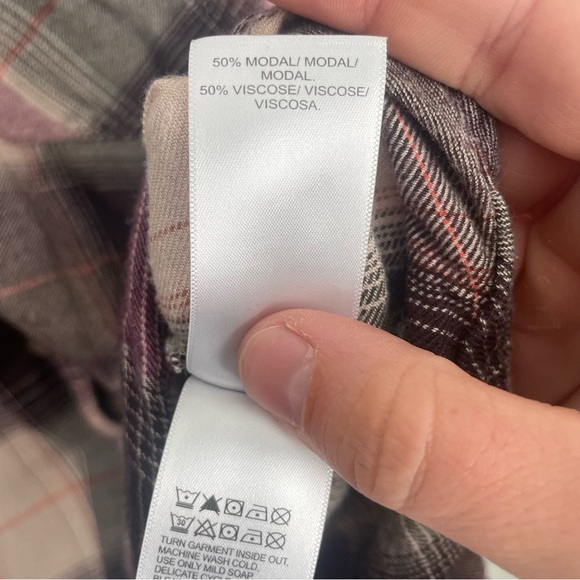 50% MODAL/ MODAL/
MODAL.
50% VISCOSE/ VISCOSE/
VISCOSA.
30
TURN GARMENT INSIDE OUT.
MACHINE WASH COLD.
USE ONLY MILD SOAP.
DELICATE CYCLE